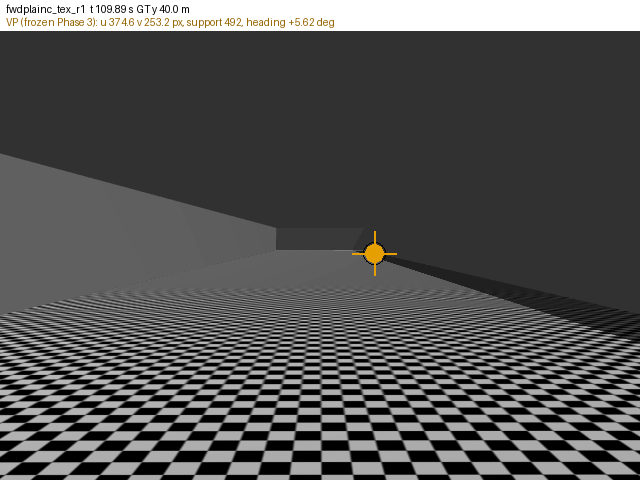 fwdplainc_tex_r1 t 109.89 s GT y 40.0 m
VP (frozen Phase 3): u 374.6 v 253.2 px, support 492, heading +5.62 deg